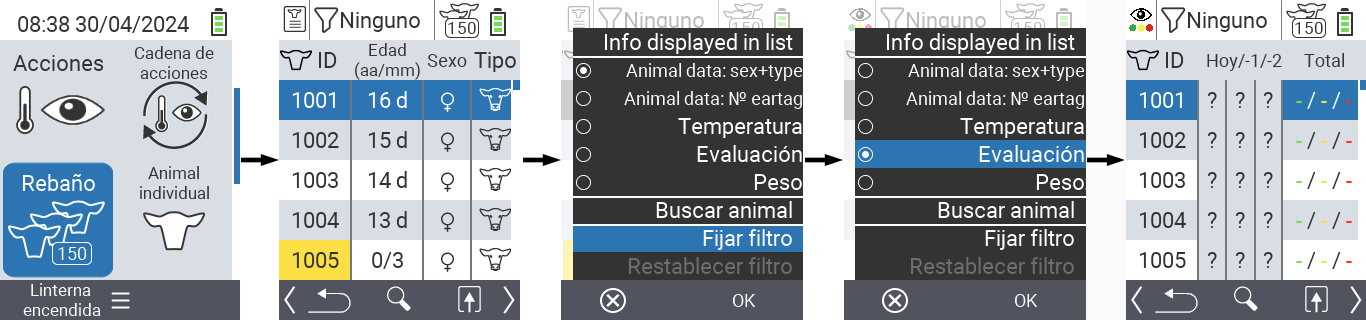 08:38 30/04/2024
Acciones
Cadena de
acciones
Rebaño
150
Animal
individual
Linterna
encendida
Ninguno
150
ID
Edad
(aa/mm)
Sexo
Tipo
1001 16 d ♀
1002 15 d ♀
1003 14 d ♀
1004 13 d ♀
1005 0/3 ♀
Ninguno
150
Info displayed in list
Animal data: sex+type
Animal data: Nº eartag
Temperatura
Evaluación
Peso
Buscar animal
Fijar filtro
Restablecer filtro
OK
Ninguno
150
Info displayed in list
Animal data: sex+type
Animal data: Nº eartag
Temperatura
Evaluación
Peso
Buscar animal
Fijar filtro
Restablecer filtro
OK
Ninguno
150
ID Hoy/-1/-2 Total
1001 ? ? ? - / - / -
1002 ? ? ? - / - / -
1003 ? ? ? - / - / -
1004 ? ? ? - / - / -
1005 ? ? ? - / - / -